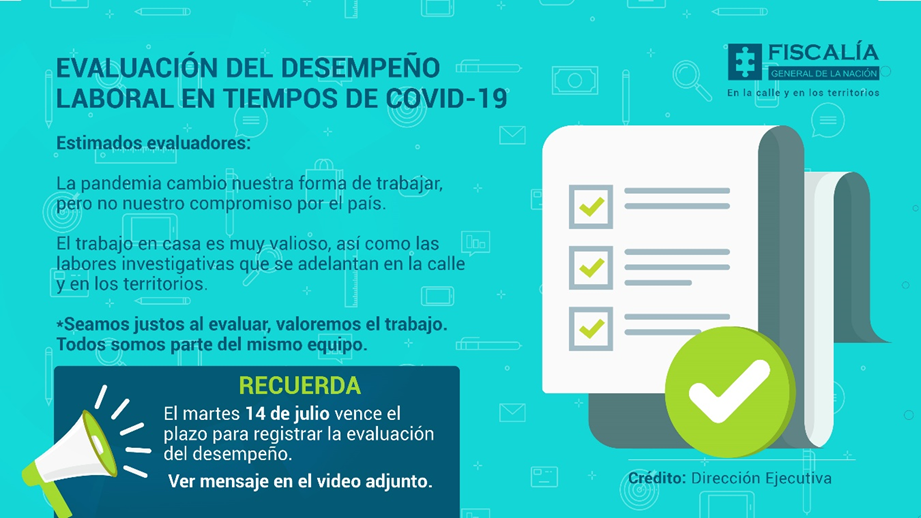 EVALUACIÓN DEL DESEMPEÑO
LABORAL EN TIEMPOS DE COVID-19
FISCALÍA
GENERAL DE LA NACIÓN
En la calle y en los territorios
Estimados evaluadores:
La pandemia cambio nuestra forma de trabajar,
pero no nuestro compromiso por el país.
El trabajo en casa es muy valioso, así como las
labores investigativas que se adelantan en la calle
y en los territorios.
*Seamos justos al evaluar, valoremos el trabajo.
Todos somos parte del mismo equipo.
RECUERDA
El martes 14 de julio vence el
plazo para registrar la evaluación
del desempeño.
Ver mensaje en el video adjunto.
Crédito: Dirección Ejecutiva